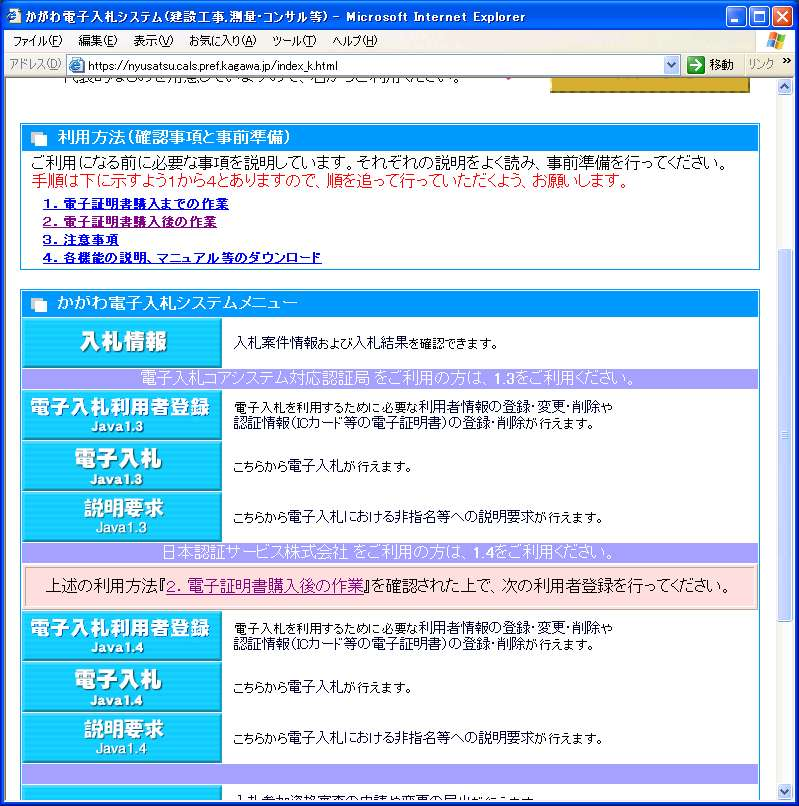 かがわ電子入札システム(建設工事,測量・コンサル等) - Microsoft Internet Explorer
ファイル(F) 編集(E) 表示(V) お気に入り(A) ツール(T) ヘルプ(H)
アドレス(D) https://nyusatsu.cals.pref.kagawa.jp/index_k.html 移動 リンク »
利用方法(確認事項と事前準備)
ご利用になる前に必要な事項を説明しています。それぞれの説明をよく読み、事前準備を行ってください。
手順は下に示すよう1から4とありますので、順を追って行っていただくよう、お願いします。
1. 電子証明書購入までの作業
2. 電子証明書購入後の作業
3. 注意事項
4. 各機能の説明、マニュアル等のダウンロード
かがわ電子入札システムメニュー
入札情報 入札案件情報および入札結果を確認できます。
電子入札コアシステム対応認証局 をご利用の方は、1.3をご利用ください。
電子入札利用者登録 電子入札を利用するために必要な利用者情報の登録・変更・削除や
Java1.3 認証情報(ICカード等の電子証明書)の登録・削除が行えます。
電子入札 こちらから電子入札が行えます。
Java1.3
説明要求 こちらから電子入札における非指名等への説明要求が行えます。
Java1.3
日本認証サービス株式会社 をご利用の方は、1.4をご利用ください。
上述の利用方法『2. 電子証明書購入後の作業』を確認された上で、次の利用者登録を行ってください。
電子入札利用者登録 電子入札を利用するために必要な利用者情報の登録・変更・削除や
Java1.4 認証情報(ICカード等の電子証明書)の登録・削除が行えます。
電子入札 こちらから電子入札が行えます。
Java1.4
説明要求 こちらから電子入札における非指名等への説明要求が行えます。
Java1.4